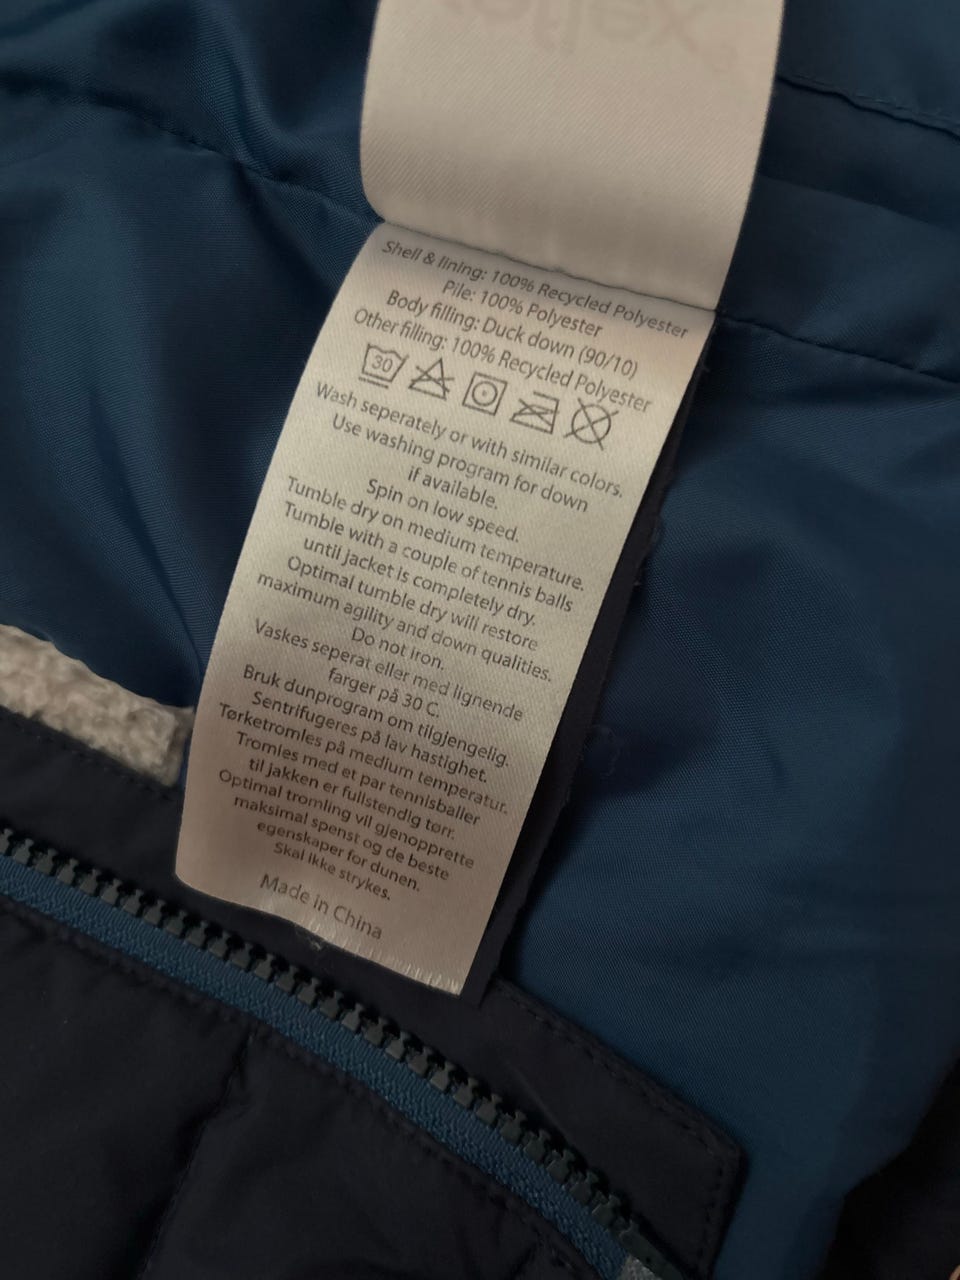 Shell & lining: 100% Recycled Polyester
Pile: 100% Polyester
Body filling: Duck down (90/10)
Other filling: 100% Recycled Polyester
30
Wash seperately or with similar colors.
Use washing program for down
if available.
Spin on low speed.
Tumble dry on medium temperature.
Tumble with a couple of tennis balls
until jacket is completely dry.
Optimal tumble dry will restore
maximum agility and down qualities.
Do not iron.
Vaskes seperat eller med lignende
farger på 30 C.
Bruk dunprogram om tilgjengelig.
Sentrifugeres på lav hastighet.
Tørketromles på medium temperatur.
Tromles med et par tennisballer
til jakken er fullstendig tørr.
Optimal tromling vil gjenopprette
maksimal spenst og de beste
egenskaper for dunen.
Skal ikke strykes.
Made in China